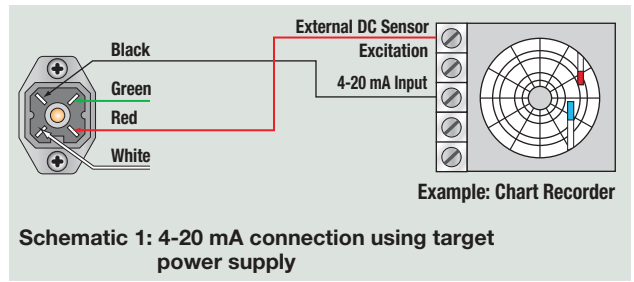 External DC Sensor
Excitation
4-20 mA Input
Black
Green
Red
White
Example: Chart Recorder
Schematic 1: 4-20 mA connection using target
power supply